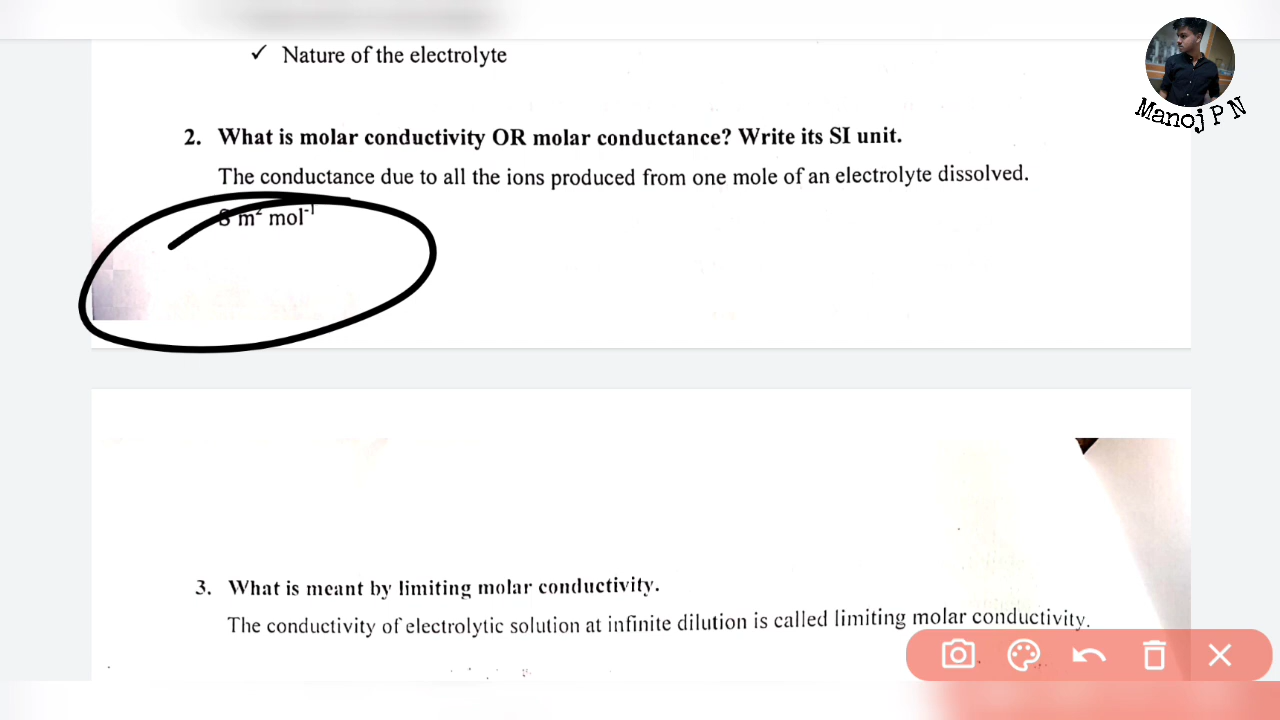 ✓ Nature of the electrolyte
Manoj P N
2. What is molar conductivity OR molar conductance? Write its SI unit.
The conductance due to all the ions produced from one mole of an electrolyte dissolved.
S m² mol⁻¹
3. What is meant by limiting molar conductivity.
The conductivity of electrolytic solution at infinite dilution is called limiting molar conductivity.